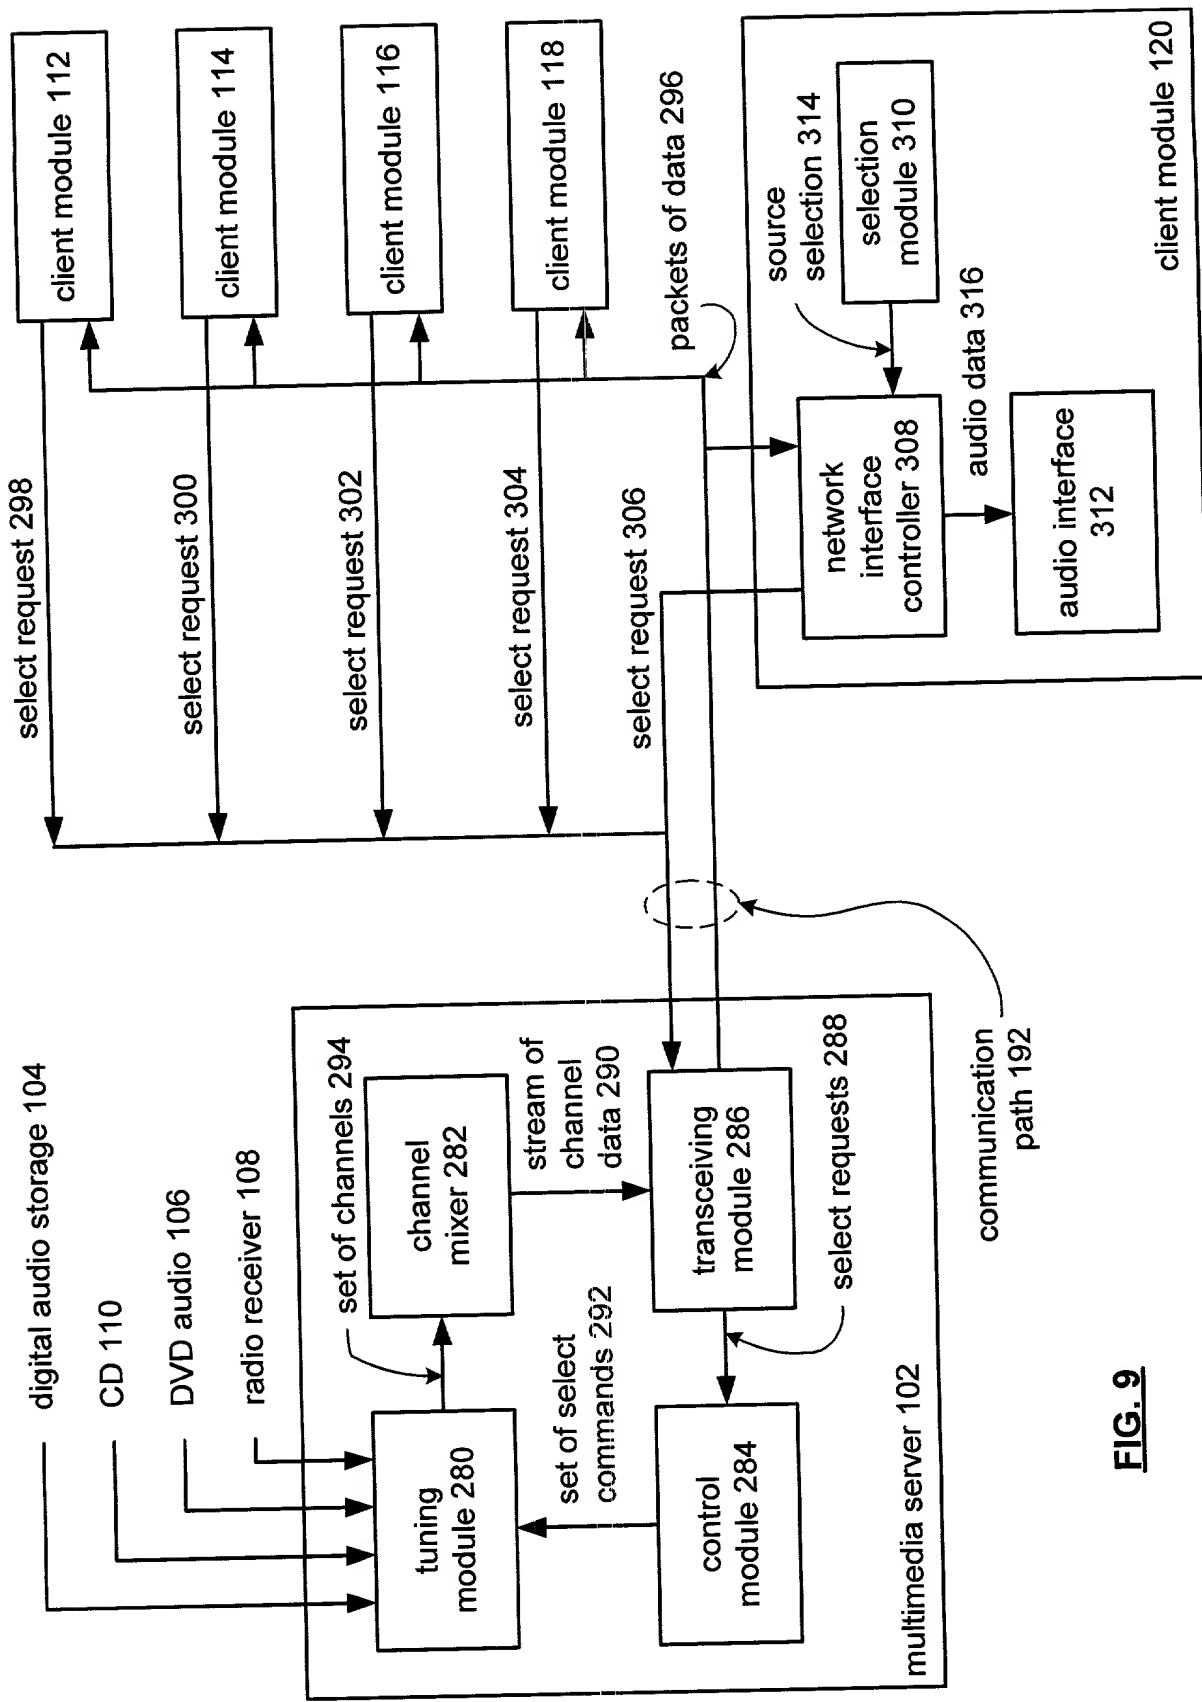 digital audio storage 104
CD 110
DVD audio 106
radio receiver 108
tuning
module 280
set of channels 294
channel
mixer 282
set of select
commands 292
stream of
channel
data 290
control
module 284
select requests 288
transceiving
module 286
multimedia server 102
communication
path 192
select request 298
client module 112
select request 300
client module 114
select request 302
client module 116
select request 304
client module 118
select request 306
packets of data 296
network
interface
controller 308
source
selection 314
selection
module 310
audio data 316
audio interface
312
client module 120
FIG. 9